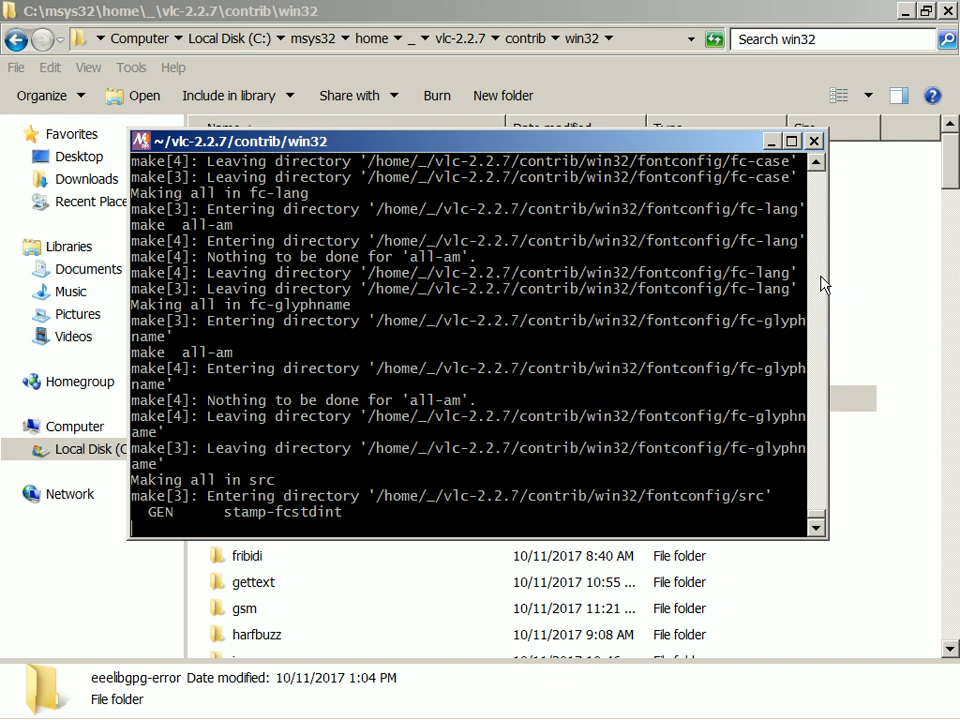 C:\msys32\home\_\vlc-2.2.7\contrib\win32
Computer Local Disk (C:) msys32 home _ vlc-2.2.7 contrib win32 Search win32
File Edit View Tools Help
Organize Open Include in library Share with Burn New folder
Favorites
Desktop
Downloads
Recent Place
Libraries
Documents
Music
Pictures
Videos
Homegroup
Computer
Local Disk (C
Network
Name Date modified Type Size
~/vlc-2.2.7/contrib/win32
make[4]: Leaving directory '/home/_/vlc-2.2.7/contrib/win32/fontconfig/fc-case'
make[3]: Leaving directory '/home/_/vlc-2.2.7/contrib/win32/fontconfig/fc-case'
Making all in fc-lang
make[3]: Entering directory '/home/_/vlc-2.2.7/contrib/win32/fontconfig/fc-lang'
make  all-am
make[4]: Entering directory '/home/_/vlc-2.2.7/contrib/win32/fontconfig/fc-lang'
make[4]: Nothing to be done for 'all-am'.
make[4]: Leaving directory '/home/_/vlc-2.2.7/contrib/win32/fontconfig/fc-lang'
make[3]: Leaving directory '/home/_/vlc-2.2.7/contrib/win32/fontconfig/fc-lang'
Making all in fc-glyphname
make[3]: Entering directory '/home/_/vlc-2.2.7/contrib/win32/fontconfig/fc-glyph
name'
make  all-am
make[4]: Entering directory '/home/_/vlc-2.2.7/contrib/win32/fontconfig/fc-glyph
name'
make[4]: Nothing to be done for 'all-am'.
make[4]: Leaving directory '/home/_/vlc-2.2.7/contrib/win32/fontconfig/fc-glyphn
ame'
make[3]: Leaving directory '/home/_/vlc-2.2.7/contrib/win32/fontconfig/fc-glyphn
ame'
Making all in src
make[3]: Entering directory '/home/_/vlc-2.2.7/contrib/win32/fontconfig/src'
  GEN      stamp-fcstdint
fribidi 10/11/2017 8:40 AM File folder
gettext 10/11/2017 10:55 ... File folder
gsm 10/11/2017 11:21 ... File folder
harfbuzz 10/11/2017 9:08 AM File folder
eeelibgpg-error Date modified: 10/11/2017 1:04 PM
File folder